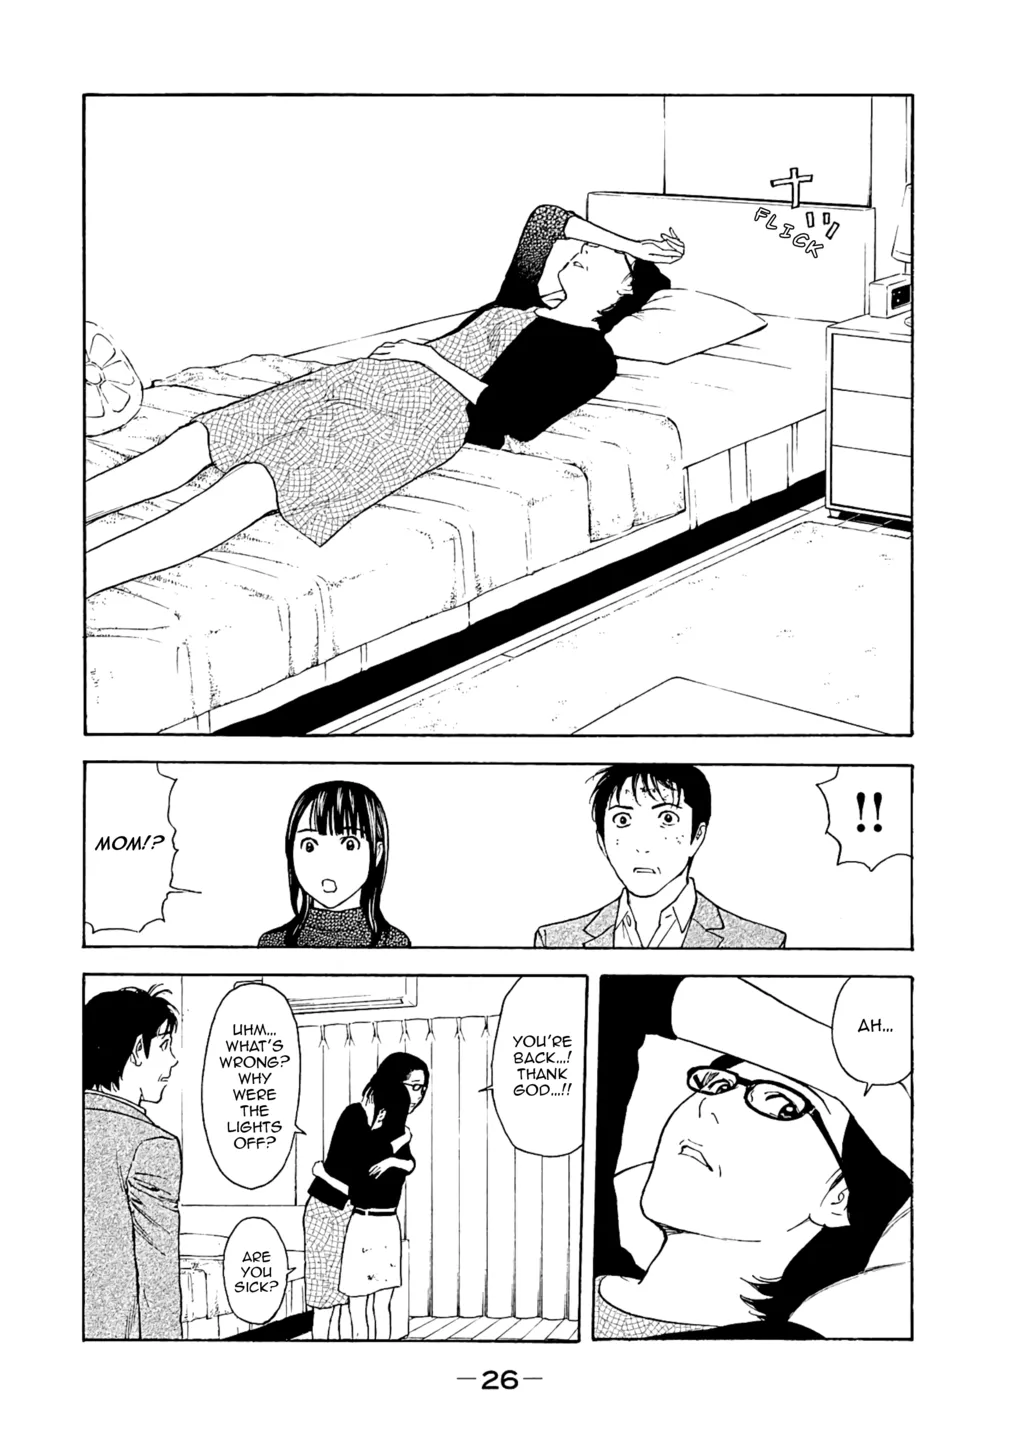 FLICK
!!
MOM!?
AH...
YOU'RE
BACK...!
THANK
GOD...!!
UHM...
WHAT'S
WRONG?
WHY
WERE
THE
LIGHTS
OFF?
ARE
YOU
SICK?
—26—